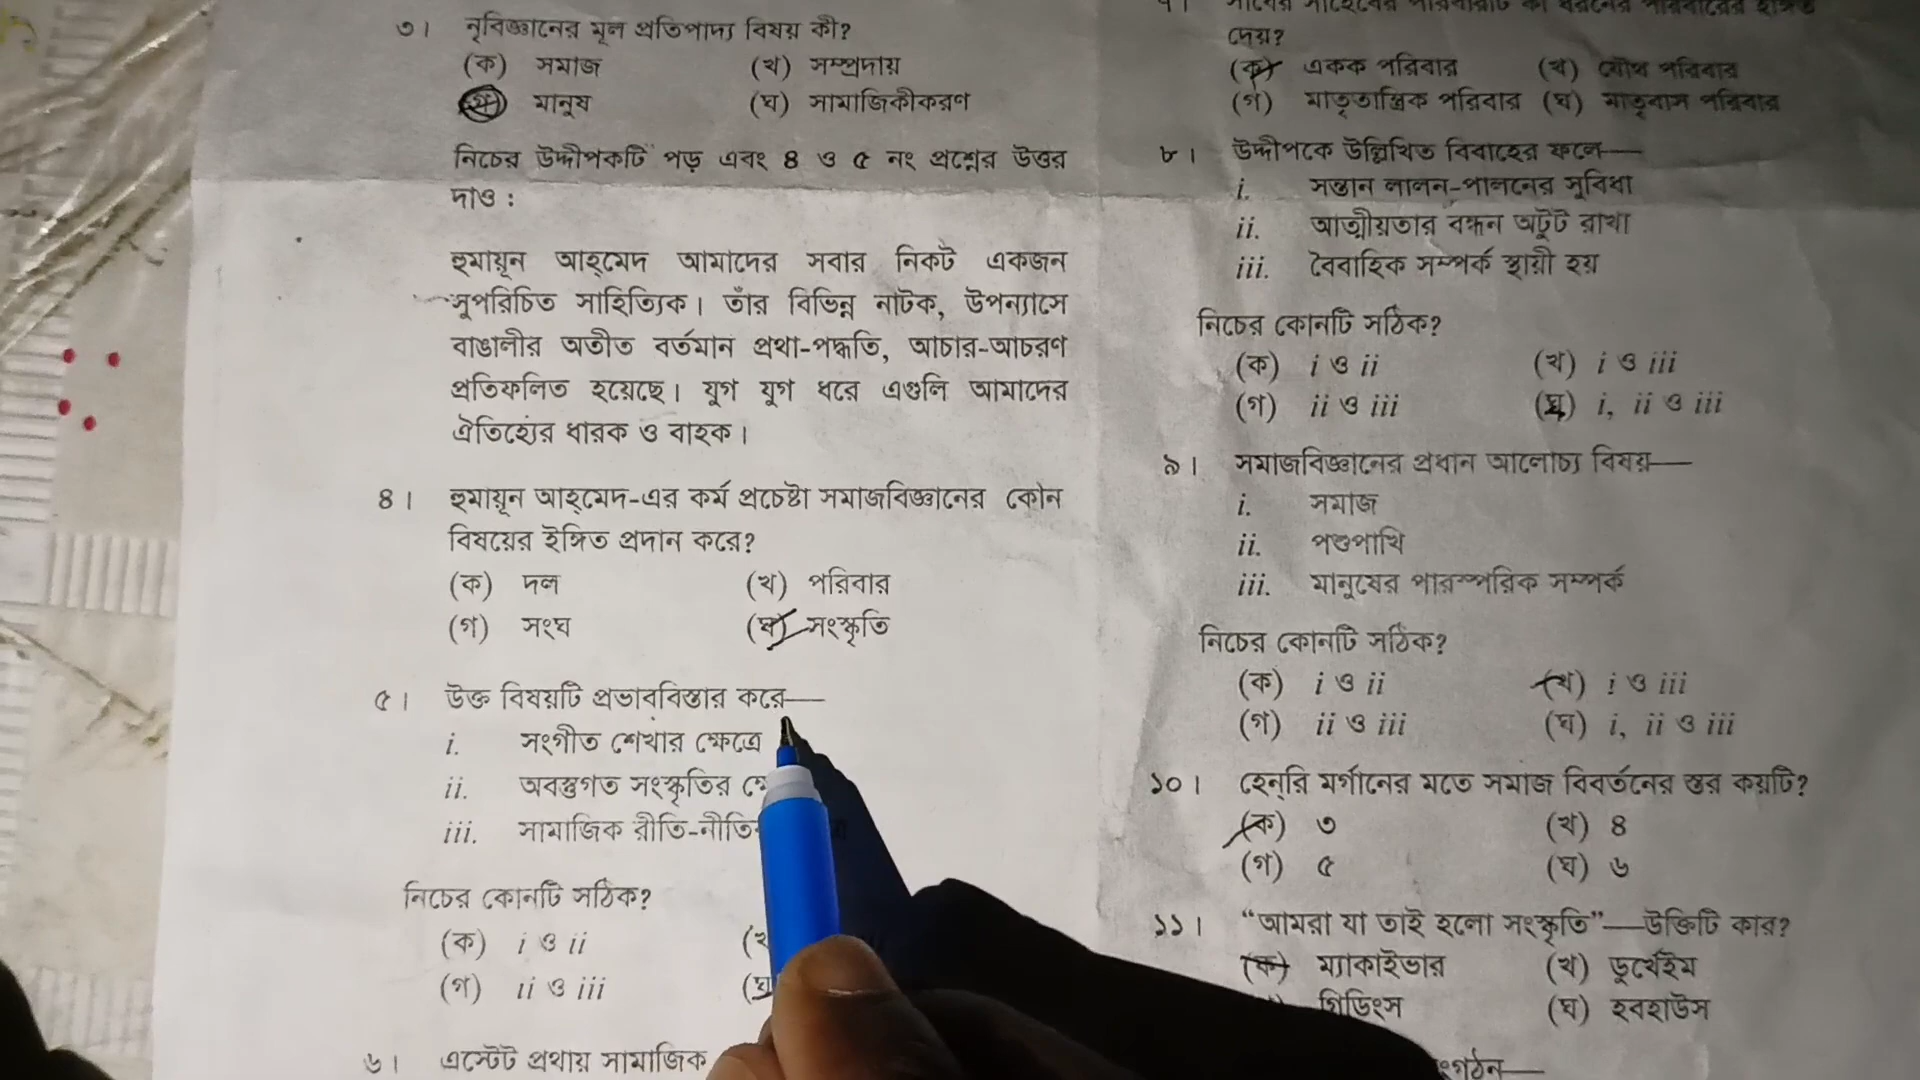 ৩। নৃবিজ্ঞানের মূল প্রতিপাদ্য বিষয় কী?
(ক) সমাজ (খ) সম্প্রদায়
(গ) মানুষ (ঘ) সামাজিকীকরণ
নিচের উদ্দীপকটি পড় এবং ৪ ও ৫ নং প্রশ্নের উত্তর
দাও :
হুমায়ূন আহ্‌মেদ আমাদের সবার নিকট একজন
সুপরিচিত সাহিত্যিক। তাঁর বিভিন্ন নাটক, উপন্যাসে
বাঙালীর অতীত বর্তমান প্রথা-পদ্ধতি, আচার-আচরণ
প্রতিফলিত হয়েছে। যুগ যুগ ধরে এগুলি আমাদের
ঐতিহ্যের ধারক ও বাহক।
৪। হুমায়ূন আহ্‌মেদ-এর কর্ম প্রচেষ্টা সমাজবিজ্ঞানের কোন
বিষয়ের ইঙ্গিত প্রদান করে?
(ক) দল (খ) পরিবার
(গ) সংঘ (ঘ) সংস্কৃতি
৫। উক্ত বিষয়টি প্রভাববিস্তার করে—
i. সংগীত শেখার ক্ষেত্রে
ii. অবস্তুগত সংস্কৃতির
iii. সামাজিক রীতি-নীতির
নিচের কোনটি সঠিক?
(ক) i ও ii (খ
(গ) ii ও iii (ঘ
৬। এস্টেট প্রথায় সামাজিক
৭।
দেয়?
(ক) একক পরিবার (খ) যৌথ পরিবার
(গ) মাতৃতান্ত্রিক পরিবার (ঘ) মাতৃবাস পরিবার
৮। উদ্দীপকে উল্লিখিত বিবাহের ফলে—
i. সন্তান লালন-পালনের সুবিধা
ii. আত্মীয়তার বন্ধন অটুট রাখা
iii. বৈবাহিক সম্পর্ক স্থায়ী হয়
নিচের কোনটি সঠিক?
(ক) i ও ii (খ) i ও iii
(গ) ii ও iii (ঘ) i, ii ও iii
৯। সমাজবিজ্ঞানের প্রধান আলোচ্য বিষয়—
i. সমাজ
ii. পশুপাখি
iii. মানুষের পারস্পরিক সম্পর্ক
নিচের কোনটি সঠিক?
(ক) i ও ii (খ) i ও iii
(গ) ii ও iii (ঘ) i, ii ও iii
১০। হেন্‌রি মর্গানের মতে সমাজ বিবর্তনের স্তর কয়টি?
(ক) ৩ (খ) ৪
(গ) ৫ (ঘ) ৬
১১। “আমরা যা তাই হলো সংস্কৃতি”—উক্তিটি কার?
(ক) ম্যাকাইভার (খ) ডুর্খেইম
গিডিংস (ঘ) হবহাউস